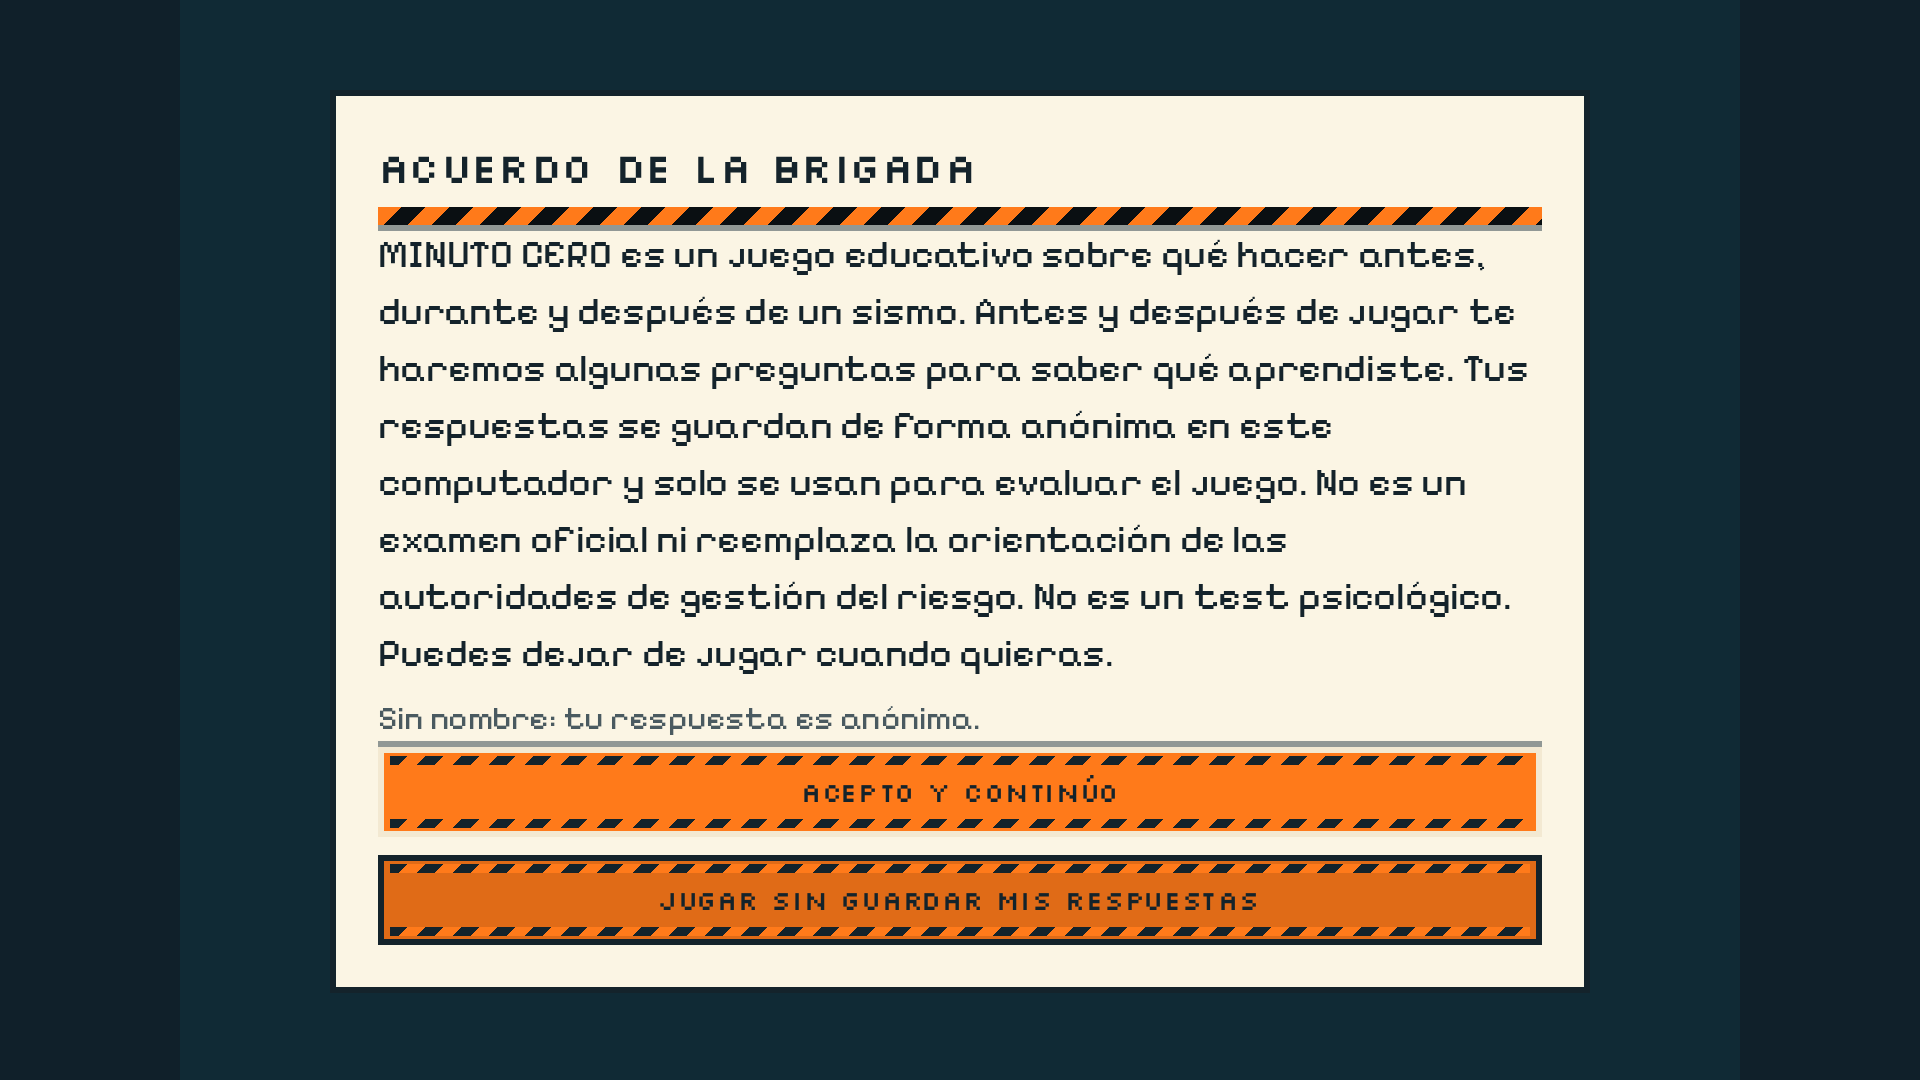 ACUERDO DE LA BRIGADA
MINUTO CERO es un juego educativo sobre qué hacer antes,
durante y después de un sismo. Antes y después de jugar te
haremos algunas preguntas para saber qué aprendiste. Tus
respuestas se guardan de forma anónima en este
computador y solo se usan para evaluar el juego. No es un
examen oficial ni reemplaza la orientación de las
autoridades de gestión del riesgo. No es un test psicológico.
Puedes dejar de jugar cuando quieras.
Sin nombre: tu respuesta es anónima.
ACEPTO Y CONTINÚO
JUGAR SIN GUARDAR MIS RESPUESTAS